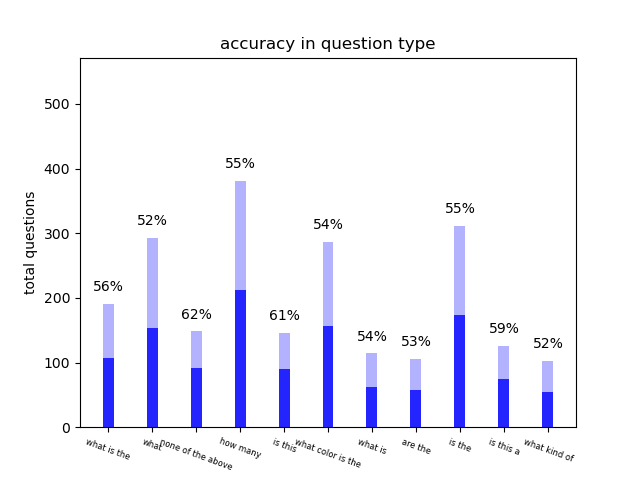 accuracy in question type
total questions
500
400
300
200
100
0
56%
52%
62%
55%
61%
54%
54%
53%
55%
59%
52%
what is the
what
none of the above
how many
is this
what color is the
what is
are the
is the
is this a
what kind of